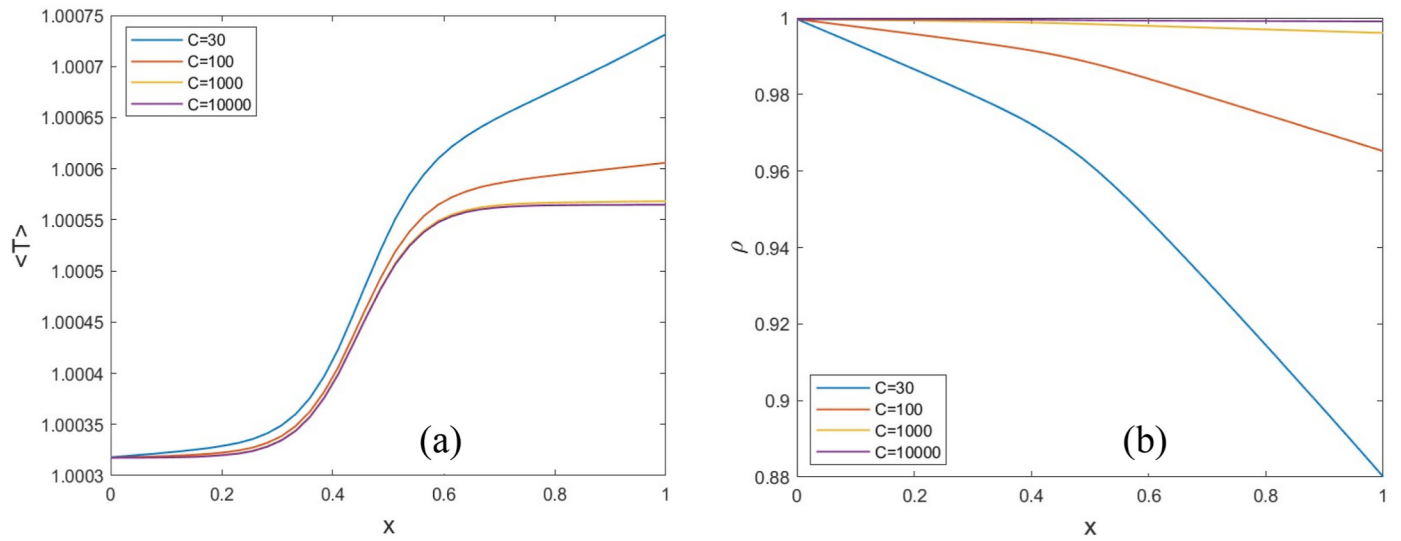 1.00075
1.0007
1.00065
1.0006
1.00055
1.0005
1.00045
1.0004
1.00035
1.0003
<T>
C=30
C=100
C=1000
C=10000
(a)
0 0.2 0.4 0.6 0.8 1
x
1
0.98
0.96
0.94
0.92
0.9
0.88
ρ
C=30
C=100
C=1000
C=10000
(b)
0 0.2 0.4 0.6 0.8 1
x